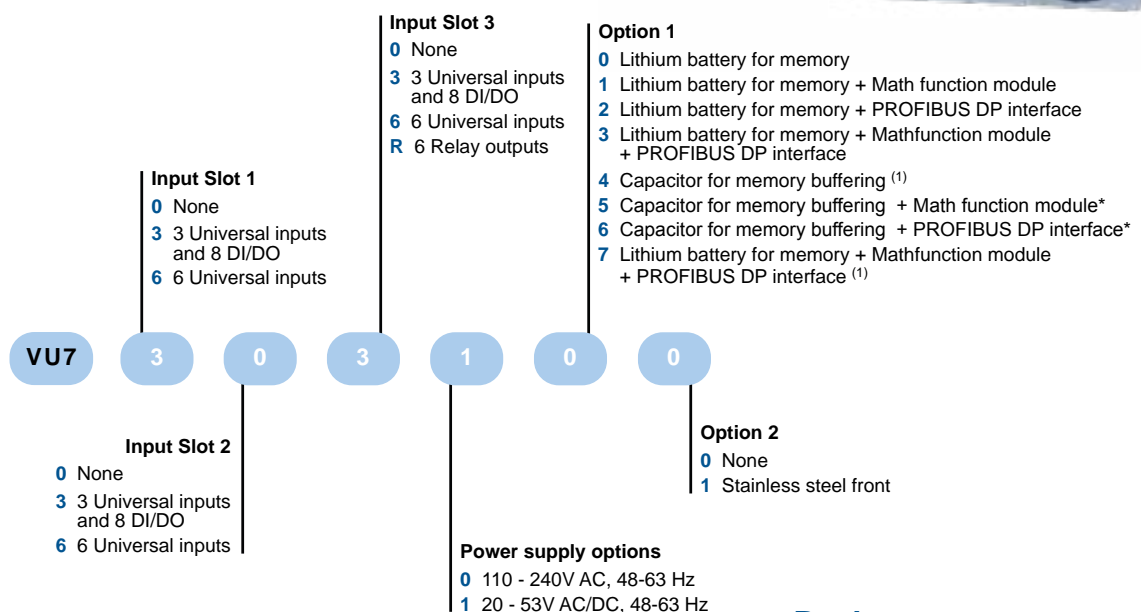 Input Slot 3
0 None
3 3 Universal inputs
and 8 DI/DO
6 6 Universal inputs
R 6 Relay outputs
Option 1
0 Lithium battery for memory
1 Lithium battery for memory + Math function module
2 Lithium battery for memory + PROFIBUS DP interface
3 Lithium battery for memory + Mathfunction module
+ PROFIBUS DP interface
4 Capacitor for memory buffering (1)
5 Capacitor for memory buffering + Math function module*
6 Capacitor for memory buffering + PROFIBUS DP interface*
7 Lithium battery for memory + Mathfunction module
+ PROFIBUS DP interface (1)
Input Slot 1
0 None
3 3 Universal inputs
and 8 DI/DO
6 6 Universal inputs
VU7 3 0 3 1 0 0
Input Slot 2
0 None
3 3 Universal inputs
and 8 DI/DO
6 6 Universal inputs
Option 2
0 None
1 Stainless steel front
Power supply options
0 110 - 240V AC, 48-63 Hz
1 20 - 53V AC/DC, 48-63 Hz